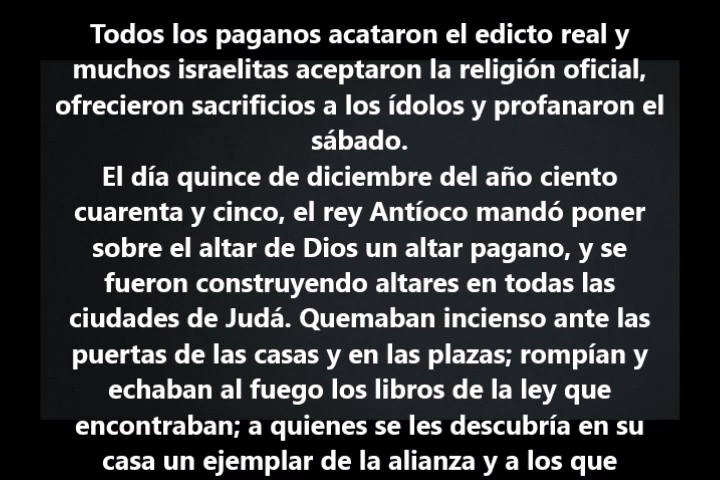 Todos los paganos acataron el edicto real y
muchos israelitas aceptaron la religión oficial,
ofrecieron sacrificios a los ídolos y profanaron el
sábado.
El día quince de diciembre del año ciento
cuarenta y cinco, el rey Antíoco mandó poner
sobre el altar de Dios un altar pagano, y se
fueron construyendo altares en todas las
ciudades de Judá. Quemaban incienso ante las
puertas de las casas y en las plazas; rompían y
echaban al fuego los libros de la ley que
encontraban; a quienes se les descubría en su
casa un ejemplar de la alianza y a los que